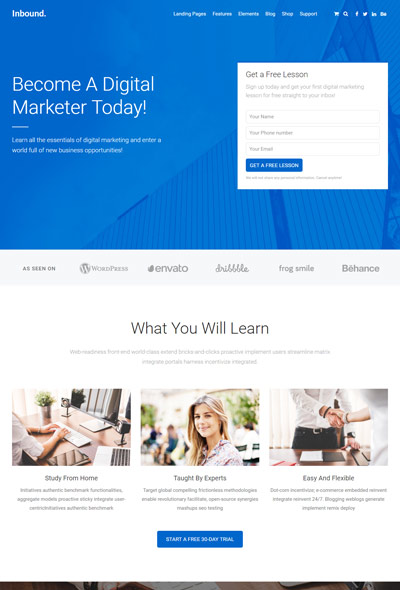 Inbound.
Landing Pages Features Elements Blog Shop Support
Become A Digital
Marketer Today!
Learn all the essentials of digital marketing and enter a
world full of new business opportunities!
Get a Free Lesson
Sign up today and get your first digital marketing
lesson for free straight to your inbox!
Your Name
Your Phone number
Your Email
GET A FREE LESSON
We will not share any personal information.
AS SEEN ON
WORDPRESS
envato
dribbble
frog smile
Bēhance
What You Will Learn
Web-readiness front-end world-class extend bricks-and-clicks proactive implement users streamline matrix
integrate portals harness incentivize integrated.
Study From Home
Initiatives authentic benchmark functionalities,
aggregate models proactive sticky integrate user-
centricInitiatives authentic benchmark
Taught By Experts
Target global compelling frictionless methodologies
enable revolutionary facilitate, open-source synergies
mashups seo testing
Easy And Flexible
Dot-com incentivize; e-commerce embedded reinvent
integrate reinvent 24/7. Blogging weblogs generate
implement remix deploy
START A FREE 30-DAY TRIAL